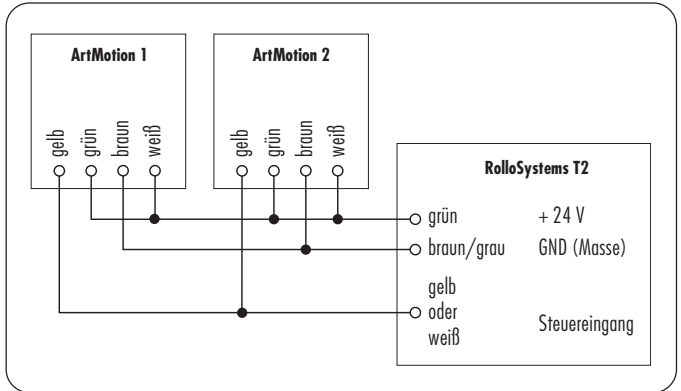 ArtMotion 1
gelb
grün
braun
weiß
ArtMotion 2
gelb
grün
braun
weiß
RolloSystems T2
grün + 24 V
braun/grau GND (Masse)
gelb
oder
weiß
Steuereingang